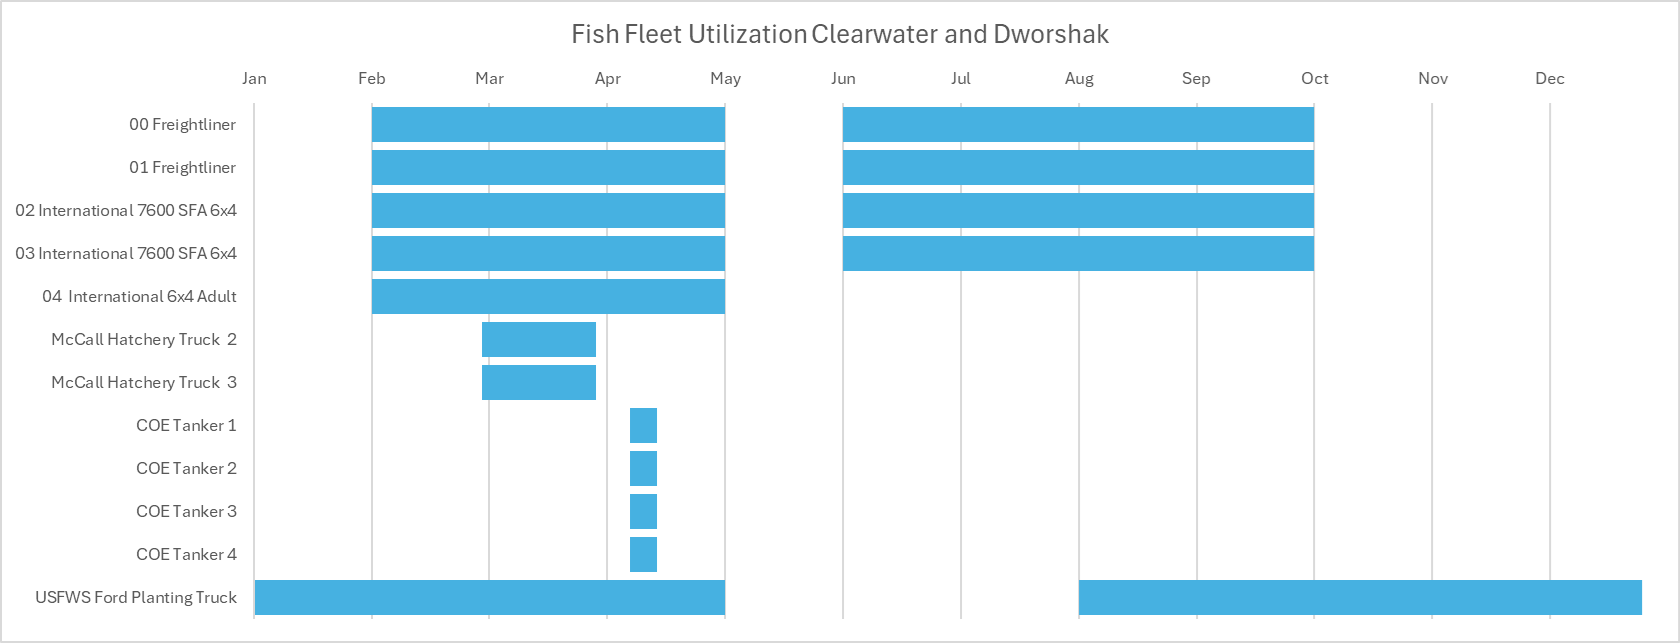 Fish Fleet Utilization Clearwater and Dworshak
Jan Feb Mar Apr May Jun Jul Aug Sep Oct Nov Dec
00 Freightliner
01 Freightliner
02 International 7600 SFA 6x4
03 International 7600 SFA 6x4
04 International 6x4 Adult
McCall Hatchery Truck 2
McCall Hatchery Truck 3
COE Tanker 1
COE Tanker 2
COE Tanker 3
COE Tanker 4
USFWS Ford Planting Truck